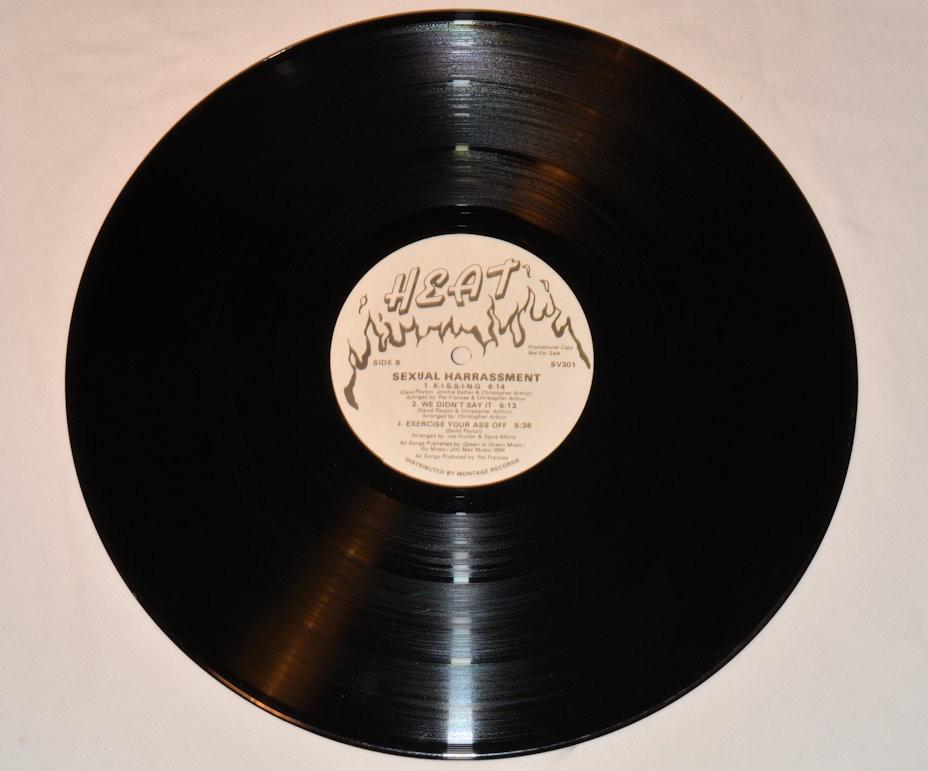 HEAT
Promotional Copy
Not For Sale
SIDE B
SV301
SEXUAL HARRASSMENT
1. K-I-S-S-I-N-G 6:14
(David Payton, Jimmie Esther & Christopher Arthur)
Arranged by: Pat Frances & Christopher Arthur
2. WE DIDN'T SAY IT 6:13
(David Payton & Christopher Arthur)
Arranged by: Christopher Arthur
3. EXERCISE YOUR ASS OFF 5:36
(David Payton)
Arranged by: Joe Hunter & Atkins
All Songs Published by: Ocean to Ocean Music/
Go Music/Jimi Mac Music/BMI
All Songs Produced by: Pat Frances
DISTRIBUTED BY MONTAGE RECORDS